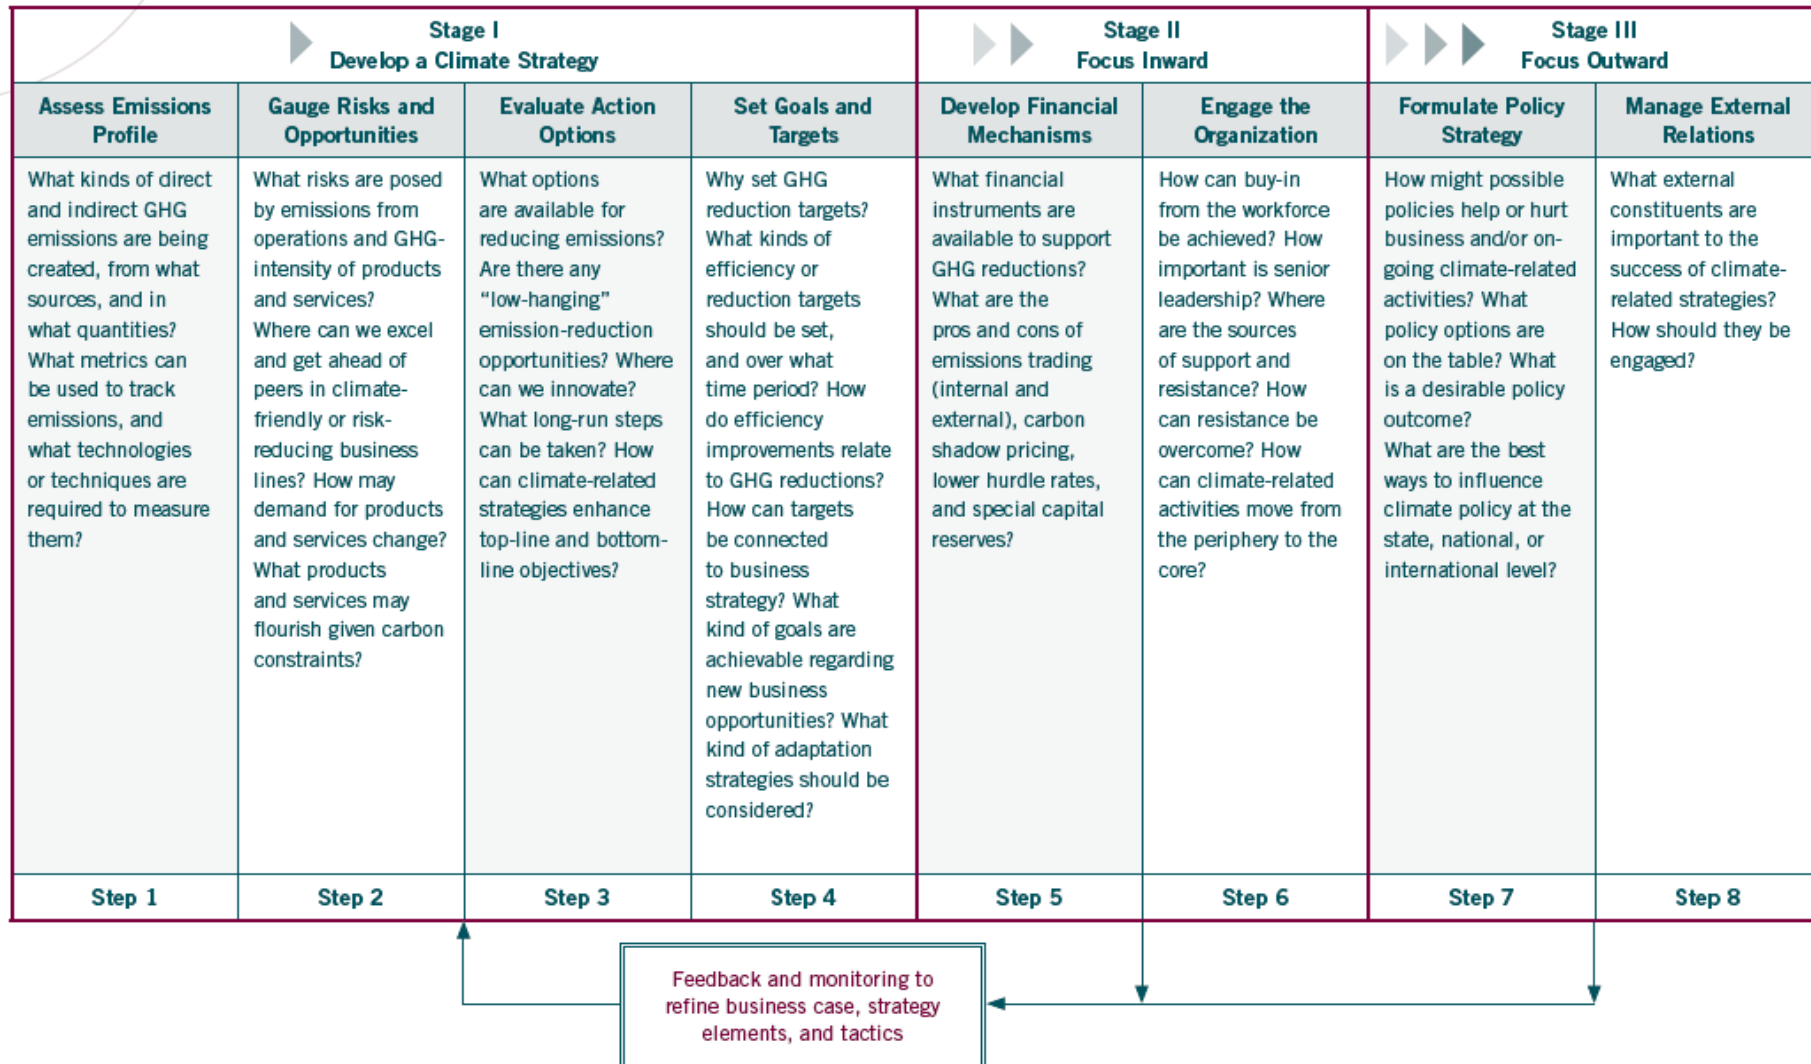 Stage I
Develop a Climate Strategy
Stage II
Focus Inward
Stage III
Focus Outward
Assess Emissions
Profile
Gauge Risks and
Opportunities
Evaluate Action
Options
Set Goals and
Targets
Develop Financial
Mechanisms
Engage the
Organization
Formulate Policy
Strategy
Manage External
Relations
What kinds of direct
and indirect GHG
emissions are being
created, from what
sources, and in
what quantities?
What metrics can
be used to track
emissions, and
what technologies
or techniques are
required to measure
them?
What risks are posed
by emissions from
operations and GHG-
intensity of products
and services?
Where can we excel
and get ahead of
peers in climate-
friendly or risk-
reducing business
lines? How may
demand for products
and services change?
What products
and services may
flourish given carbon
constraints?
What options
are available for
reducing emissions?
Are there any
“low-hanging”
emission-reduction
opportunities? Where
can we innovate?
What long-run steps
can be taken? How
can climate-related
strategies enhance
top-line and bottom-
line objectives?
Why set GHG
reduction targets?
What kinds of
efficiency or
reduction targets
should be set,
and over what
time period? How
do efficiency
improvements relate
to GHG reductions?
How can targets
be connected
to business
strategy? What
kind of goals are
achievable regarding
new business
opportunities? What
kind of adaptation
strategies should be
considered?
What financial
instruments are
available to support
GHG reductions?
What are the
pros and cons of
emissions trading
(internal and
external), carbon
shadow pricing,
lower hurdle rates,
and special capital
reserves?
How can buy-in
from the workforce
be achieved? How
important is senior
leadership? Where
are the sources
of support and
resistance? How
can resistance be
overcome? How
can climate-related
activities move from
the periphery to the
core?
How might possible
policies help or hurt
business and/or on-
going climate-related
activities? What
policy options are
on the table? What
is a desirable policy
outcome?
What are the best
ways to influence
climate policy at the
state, national, or
international level?
What external
constituents are
important to the
success of climate-
related strategies?
How should they be
engaged?
Step 1
Step 2
Step 3
Step 4
Step 5
Step 6
Step 7
Step 8
Feedback and monitoring to
refine business case, strategy
elements, and tactics